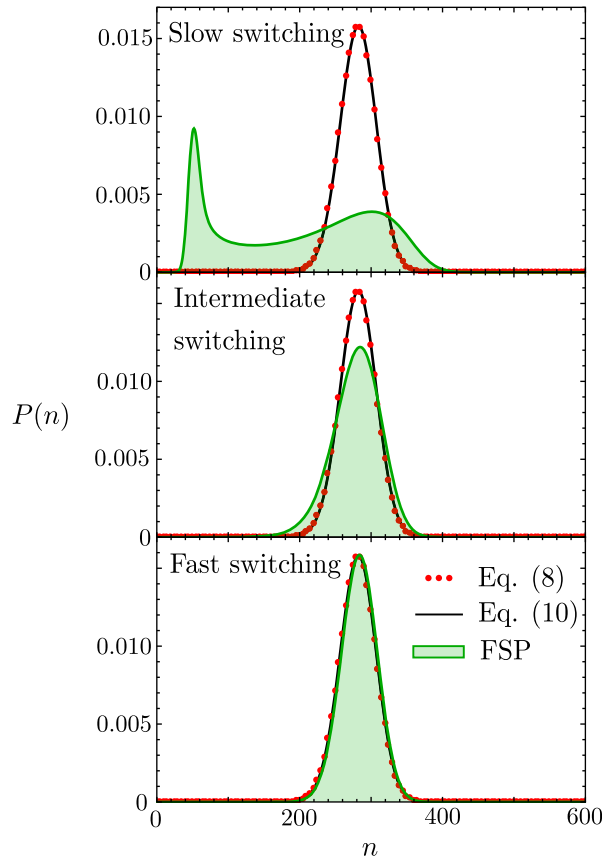 0.015
Slow switching
0.010
0.005
0
Intermediate
switching
0.010
P(n)
0.005
0
Fast switching
Eq. (8)
Eq. (10)
0.010
FSP
0.005
0
0 200 400 600
n